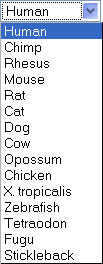 Human
Human
Chimp
Rhesus
Mouse
Rat
Cat
Dog
Cow
Opossum
Chicken
X. tropicalis
Zebrafish
Tetraodon
Fugu
Stickleback